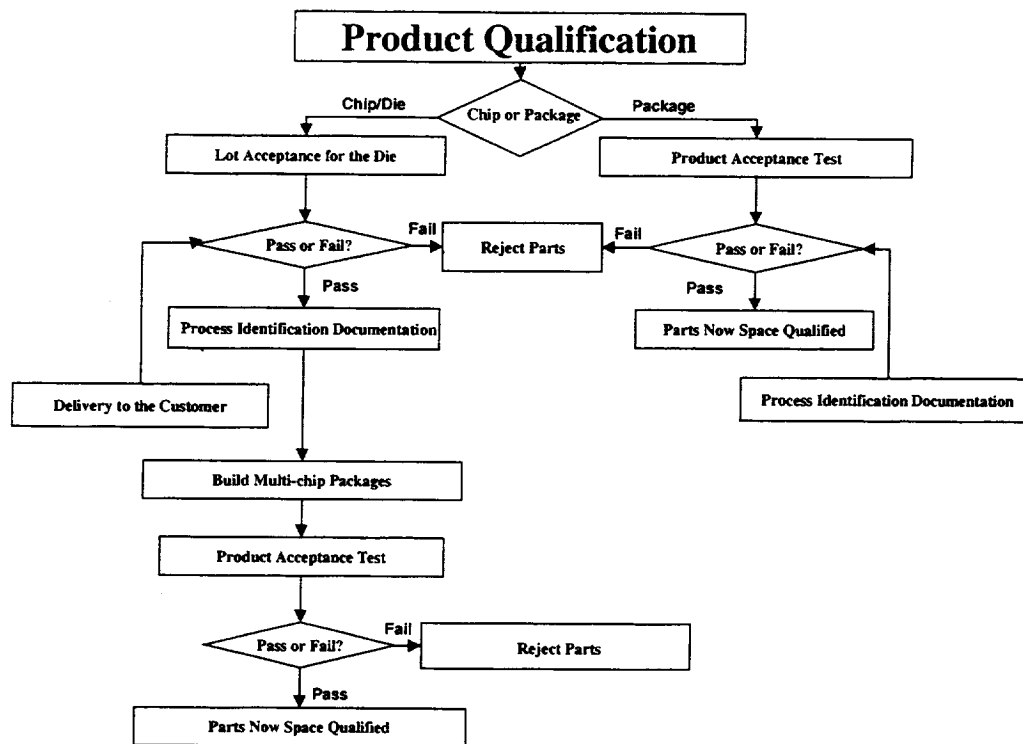 Product Qualification
Chip/Die
Chip or Package
Package
Lot Acceptance for the Die
Product Acceptance Test
Pass or Fail?
Fail
Reject Parts
Fail
Pass or Fail?
Pass
Pass
Process Identification Documentation
Parts Now Space Qualified
Delivery to the Customer
Process Identification Documentation
Build Multi-chip Packages
Product Acceptance Test
Pass or Fail?
Fail
Reject Parts
Pass
Parts Now Space Qualified